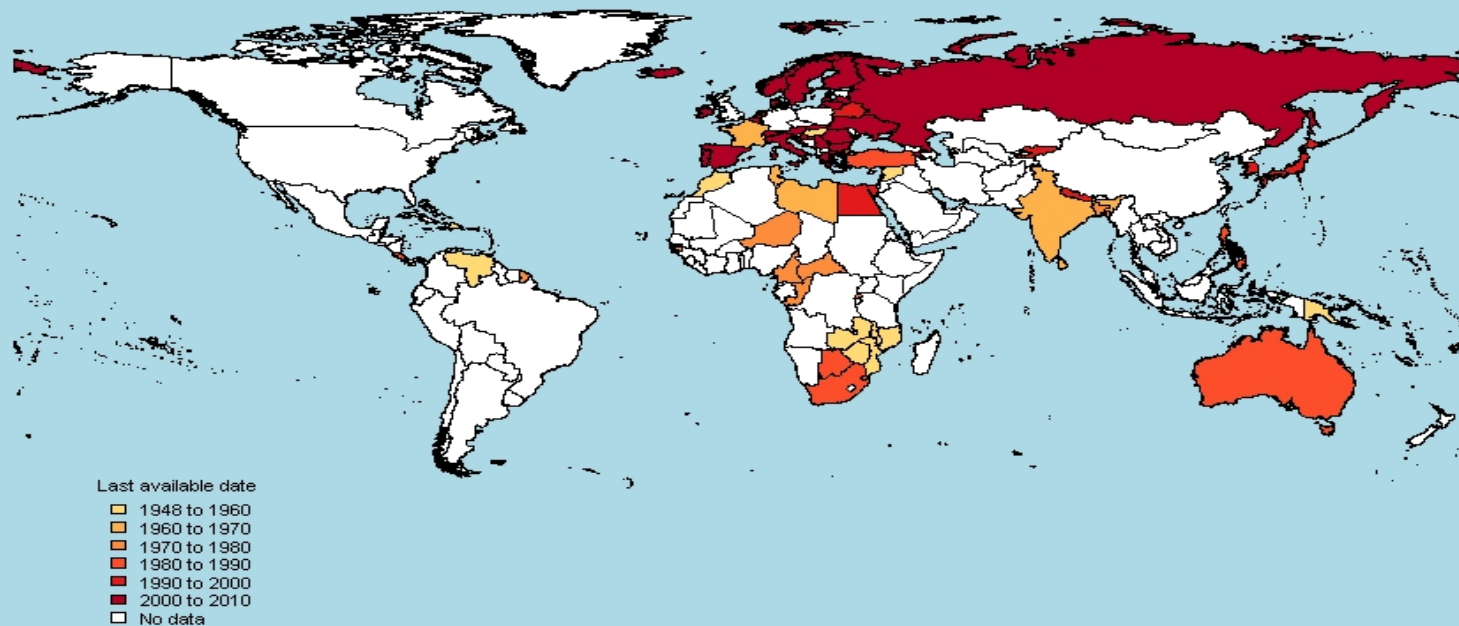 Last available date
1948 to 1960
1960 to 1970
1970 to 1980
1980 to 1990
1990 to 2000
2000 to 2010
No data